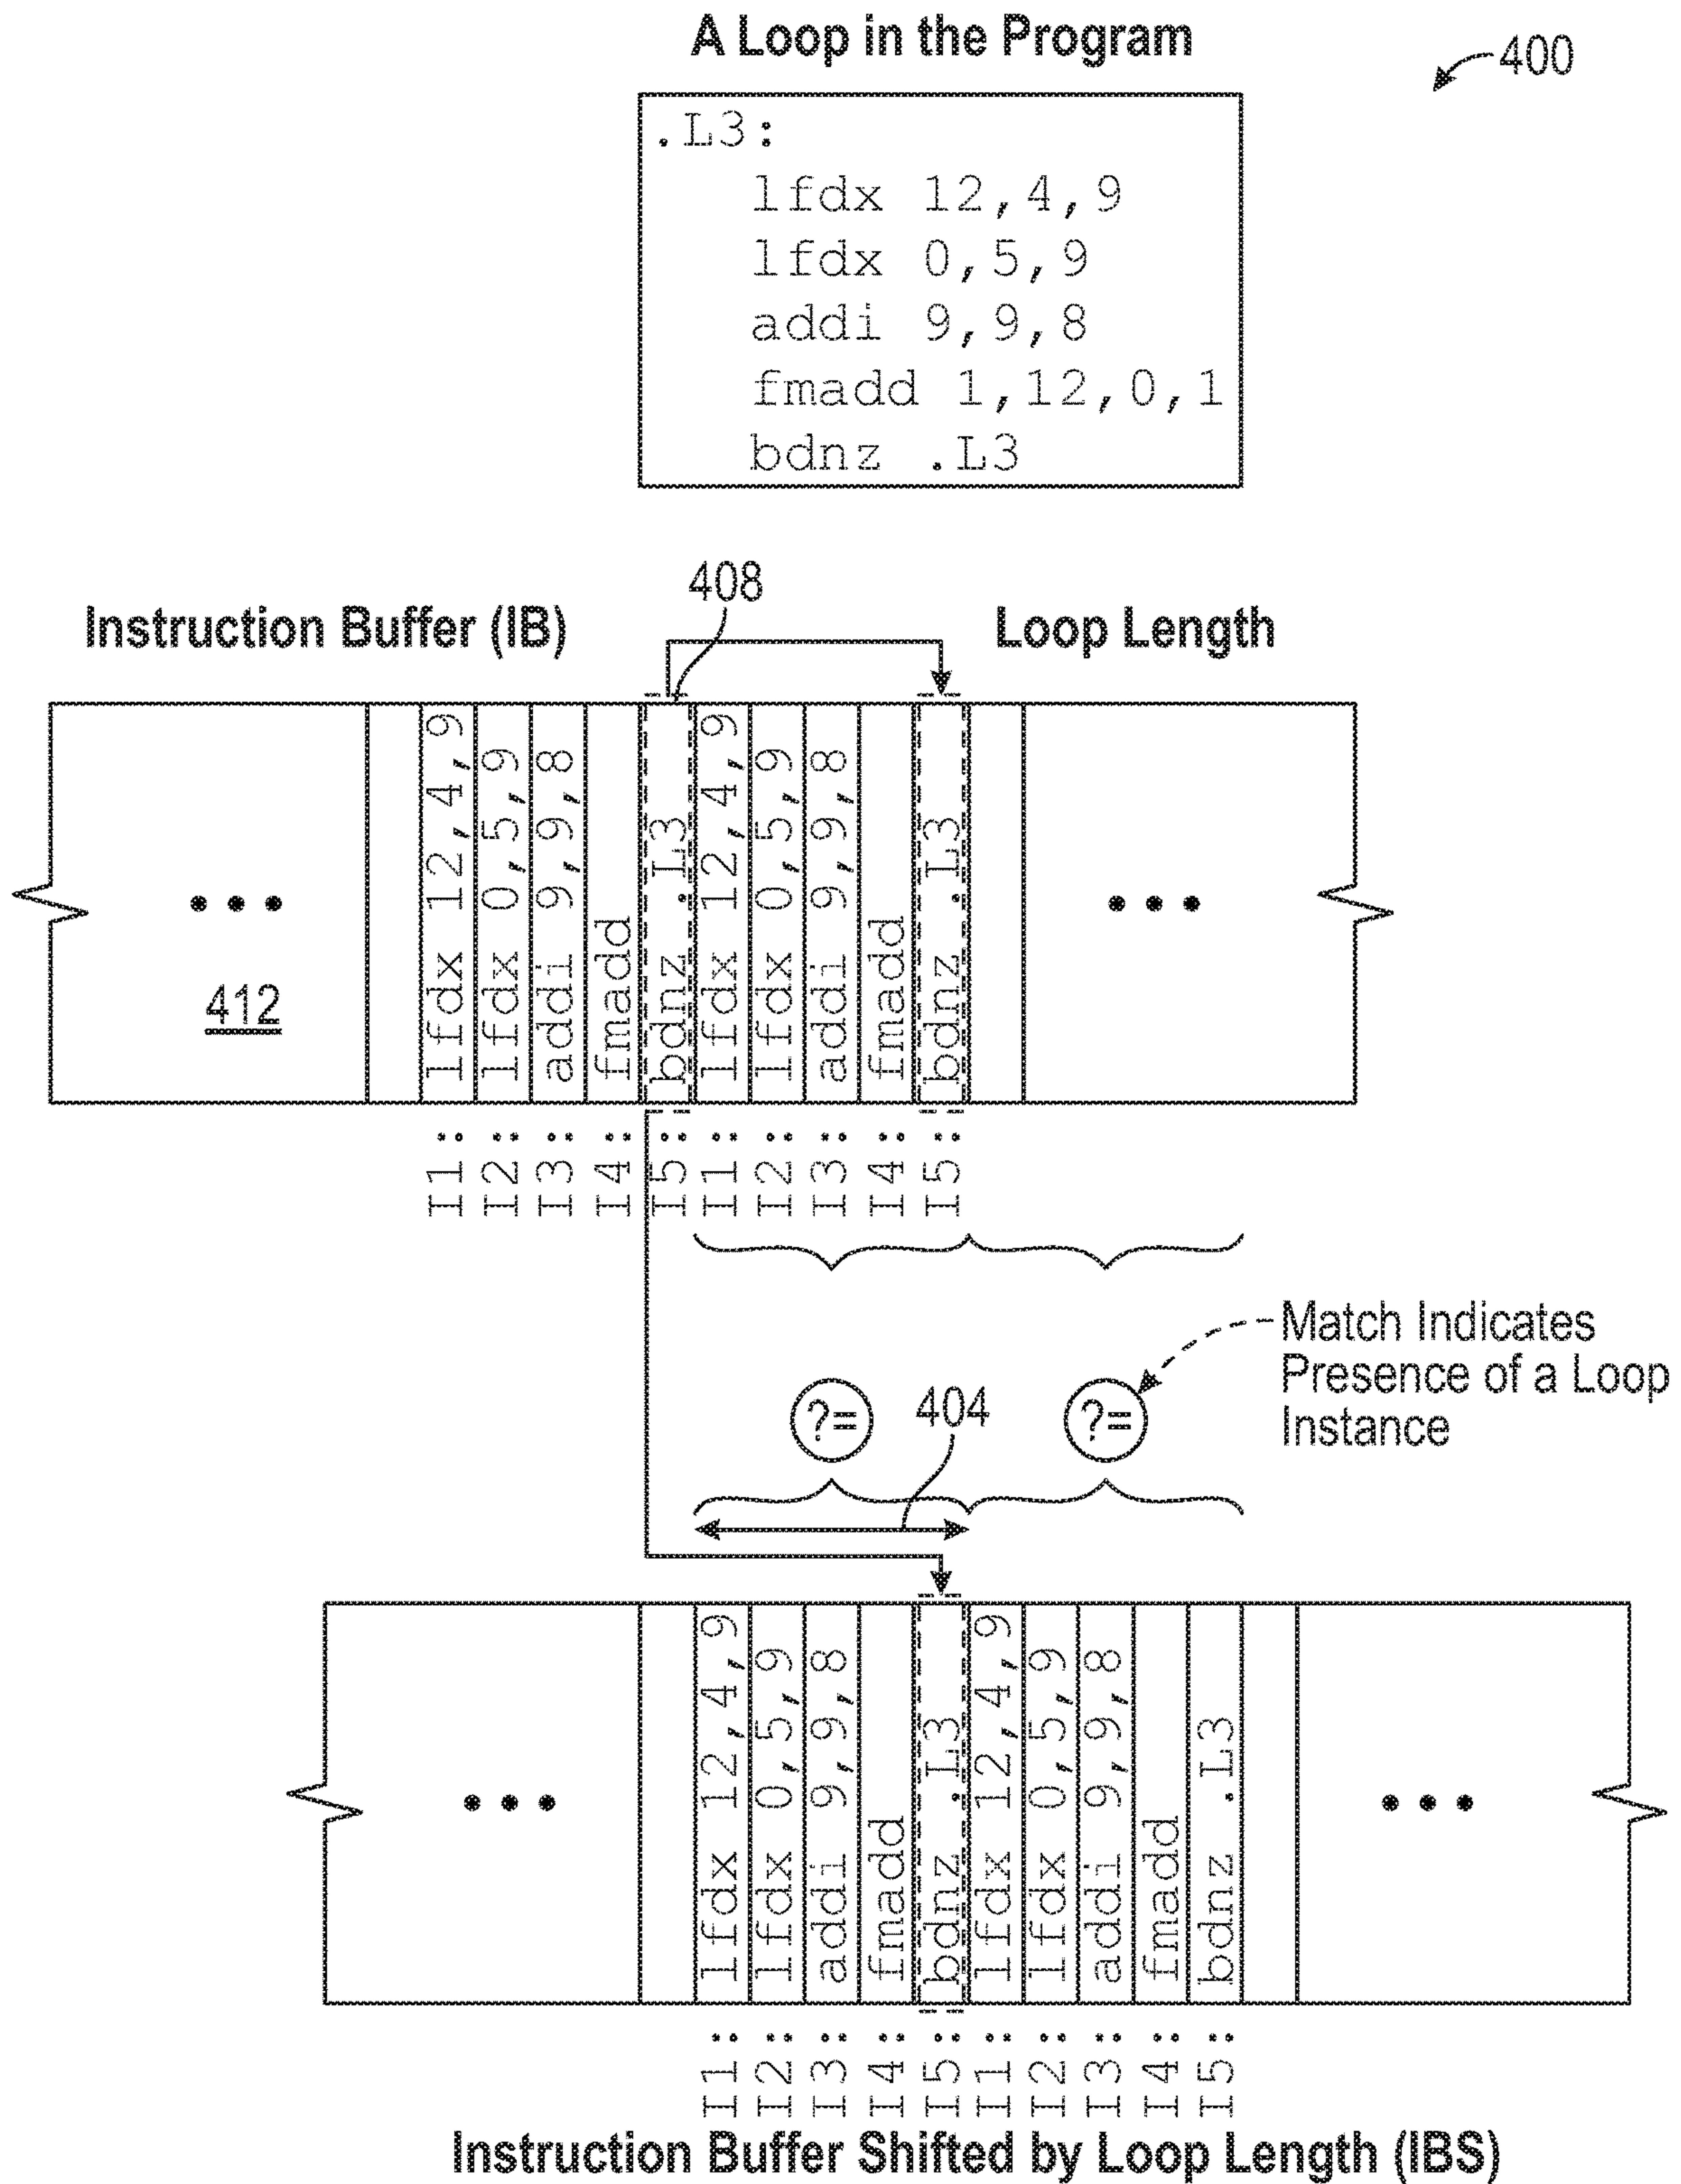 A Loop in the Program
400
.L3:
lfdx 12,4,9
lfdx 0,5,9
addi 9,9,8
fmadd 1,12,0,1
bdnz .L3
408
Instruction Buffer (IB)
Loop Length
412
lfdx 12,4,9
lfdx 0,5,9
addi 9,9,8
fmadd
bdnz .L3
lfdx 12,4,9
lfdx 0,5,9
addi 9,9,8
fmadd
bdnz .L3
I1:
I2:
I3:
I4:
I5:
I1:
I2:
I3:
I4:
I5:
Match Indicates
Presence of a Loop
Instance
?=
404
?=
lfdx 12,4,9
lfdx 0,5,9
addi 9,9,8
fmadd
bdnz .L3
lfdx 12,4,9
lfdx 0,5,9
addi 9,9,8
fmadd
bdnz .L3
I1:
I2:
I3:
I4:
I5:
I1:
I2:
I3:
I4:
I5:
Instruction Buffer Shifted by Loop Length (IBS)